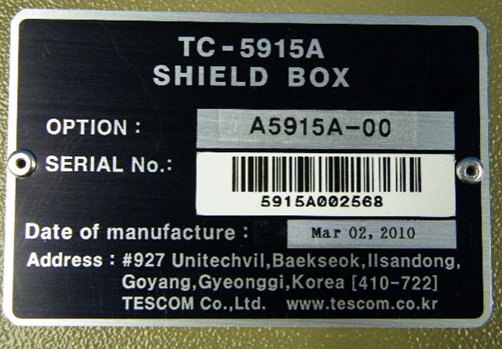 TC-5915A
SHIELD BOX
OPTION : A5915A-00
SERIAL No.: 5915A002568
Date of manufacture : Mar 02, 2010
Address : #927 Unitechvil,Baekseok,Ilsandong,
Goyang,Gyeonggi,Korea [410-722]
TESCOM Co.,Ltd. www.tescom.co.kr